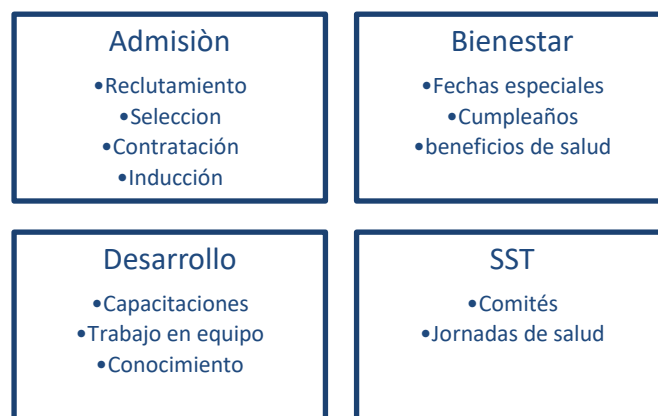 Admisiòn
•Reclutamiento
•Seleccion
•Contratación
•Inducción
Bienestar
•Fechas especiales
•Cumpleaños
•beneficios de salud
Desarrollo
•Capacitaciones
•Trabajo en equipo
•Conocimiento
SST
•Comités
•Jornadas de salud